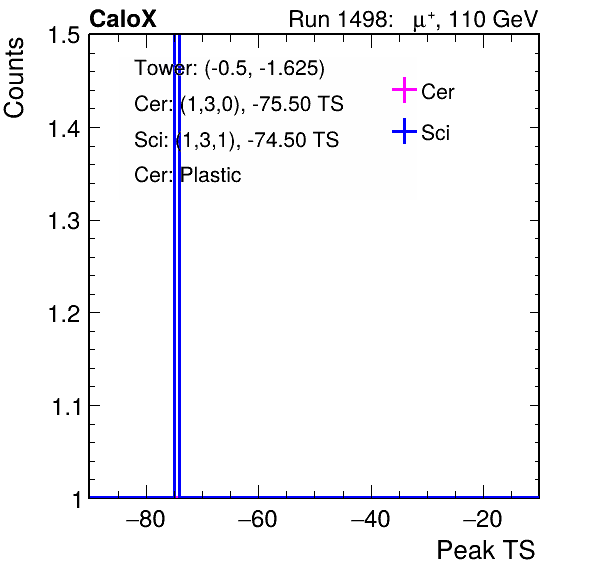 CaloX Run 1498: μ⁺, 110 GeV
Counts
1.5
1.4
1.3
1.2
1.1
1
Tower: (-0.5, -1.625)
Cer: (1,3,0), -75.50 TS
Sci: (1,3,1), -74.50 TS
Cer: Plastic
Cer
Sci
−80 −60 −40 −20
Peak TS